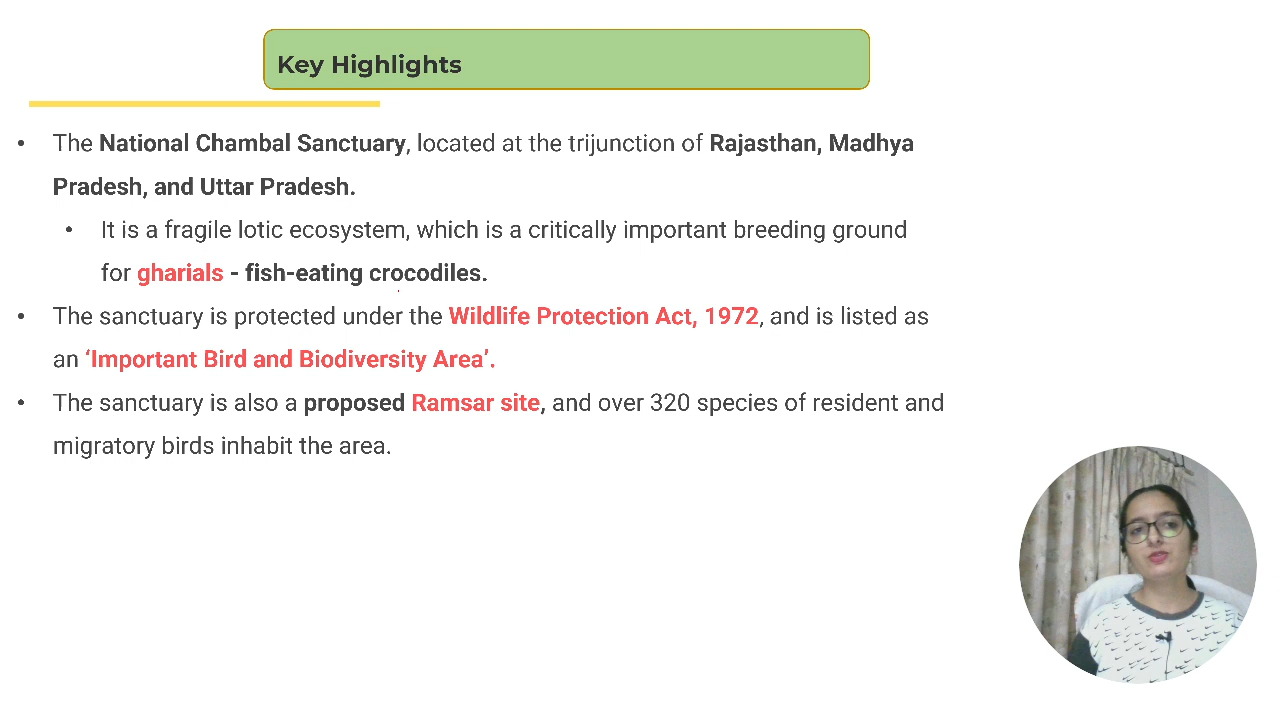 Key Highlights
• The National Chambal Sanctuary, located at the trijunction of Rajasthan, Madhya
Pradesh, and Uttar Pradesh.
• It is a fragile lotic ecosystem, which is a critically important breeding ground
for gharials - fish-eating crocodiles.
• The sanctuary is protected under the Wildlife Protection Act, 1972, and is listed as
an ‘Important Bird and Biodiversity Area’.
• The sanctuary is also a proposed Ramsar site, and over 320 species of resident and
migratory birds inhabit the area.